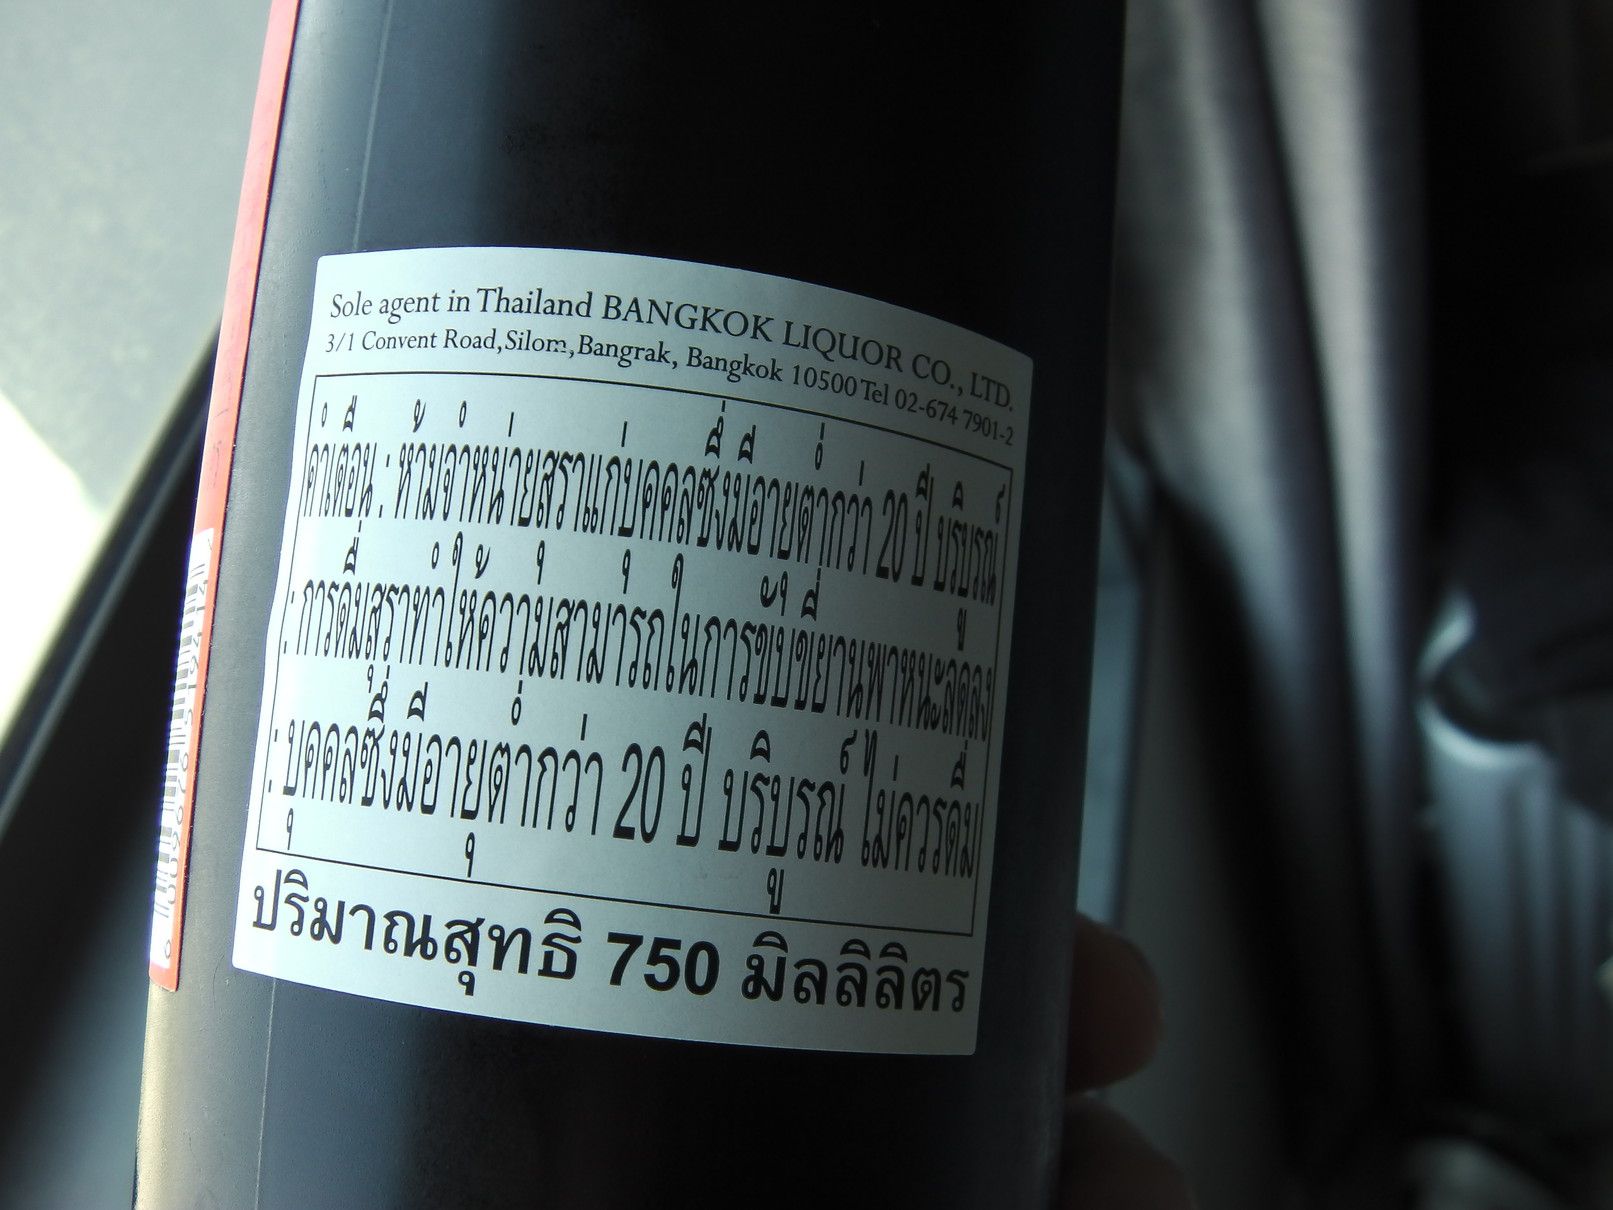 Sole agent in Thailand BANGKOK LIQUOR CO., LTD.
3/1 Convent Road,Silom,Bangrak, Bangkok 10500 Tel 02-674 7901-2
คำเตือน : ห้ามจำหน่ายสุราแก่บุคคลซึ่งมีอายุต่ำกว่า 20 ปี บริบูรณ์
: การดื่มสุราทำให้ความสามารถในการขับขี่ยานพาหนะลดลง
: บุคคลซึ่งมีอายุต่ำกว่า 20 ปี บริบูรณ์ ไม่ควรดื่ม
ปริมาณสุทธิ 750 มิลลิลิตร